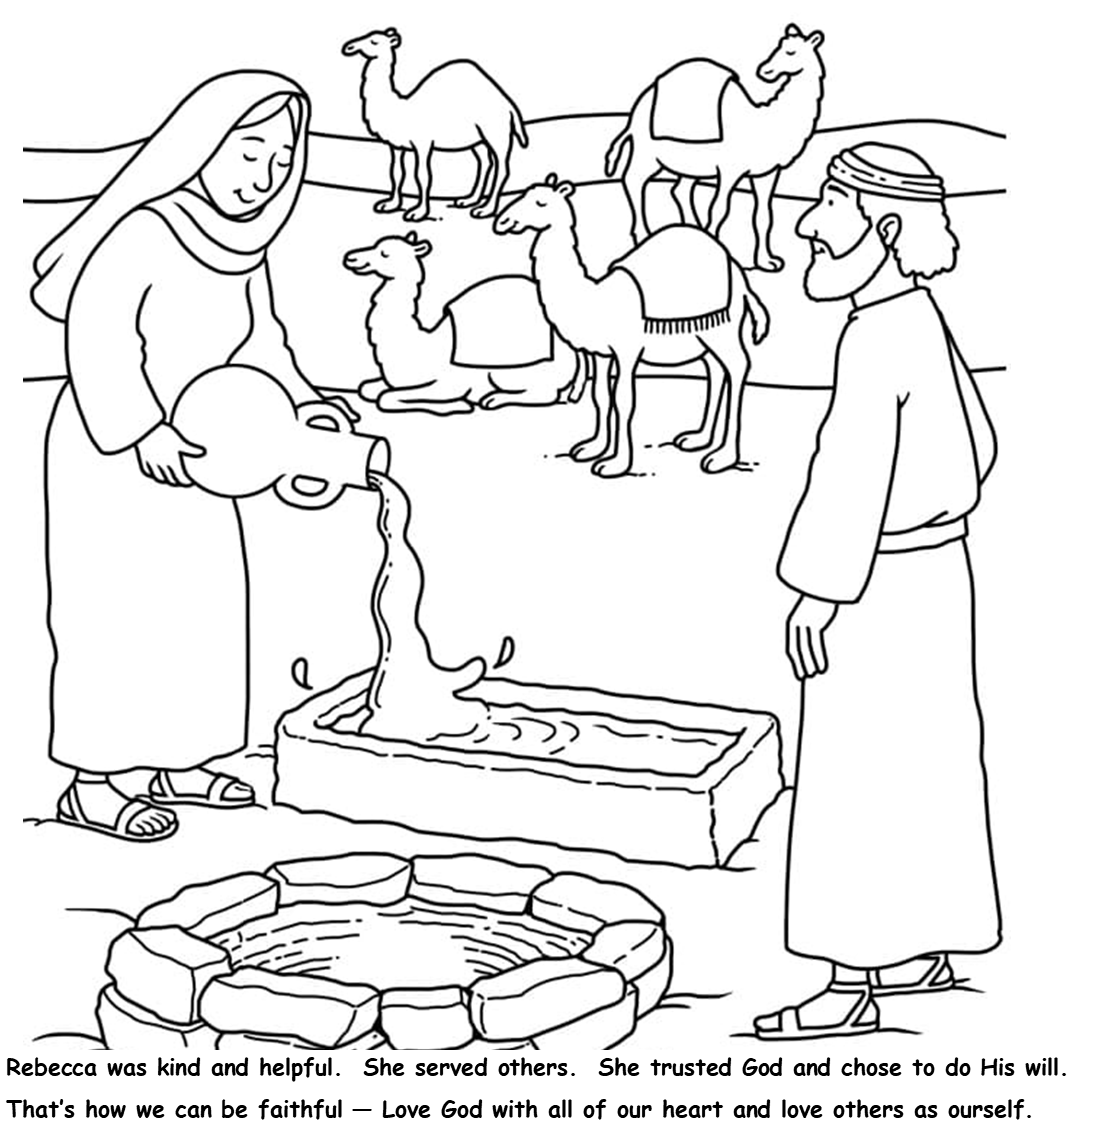 Rebecca was kind and helpful.  She served others.  She trusted God and chose to do His will.
That's how we can be faithful — Love God with all of our heart and love others as ourself.